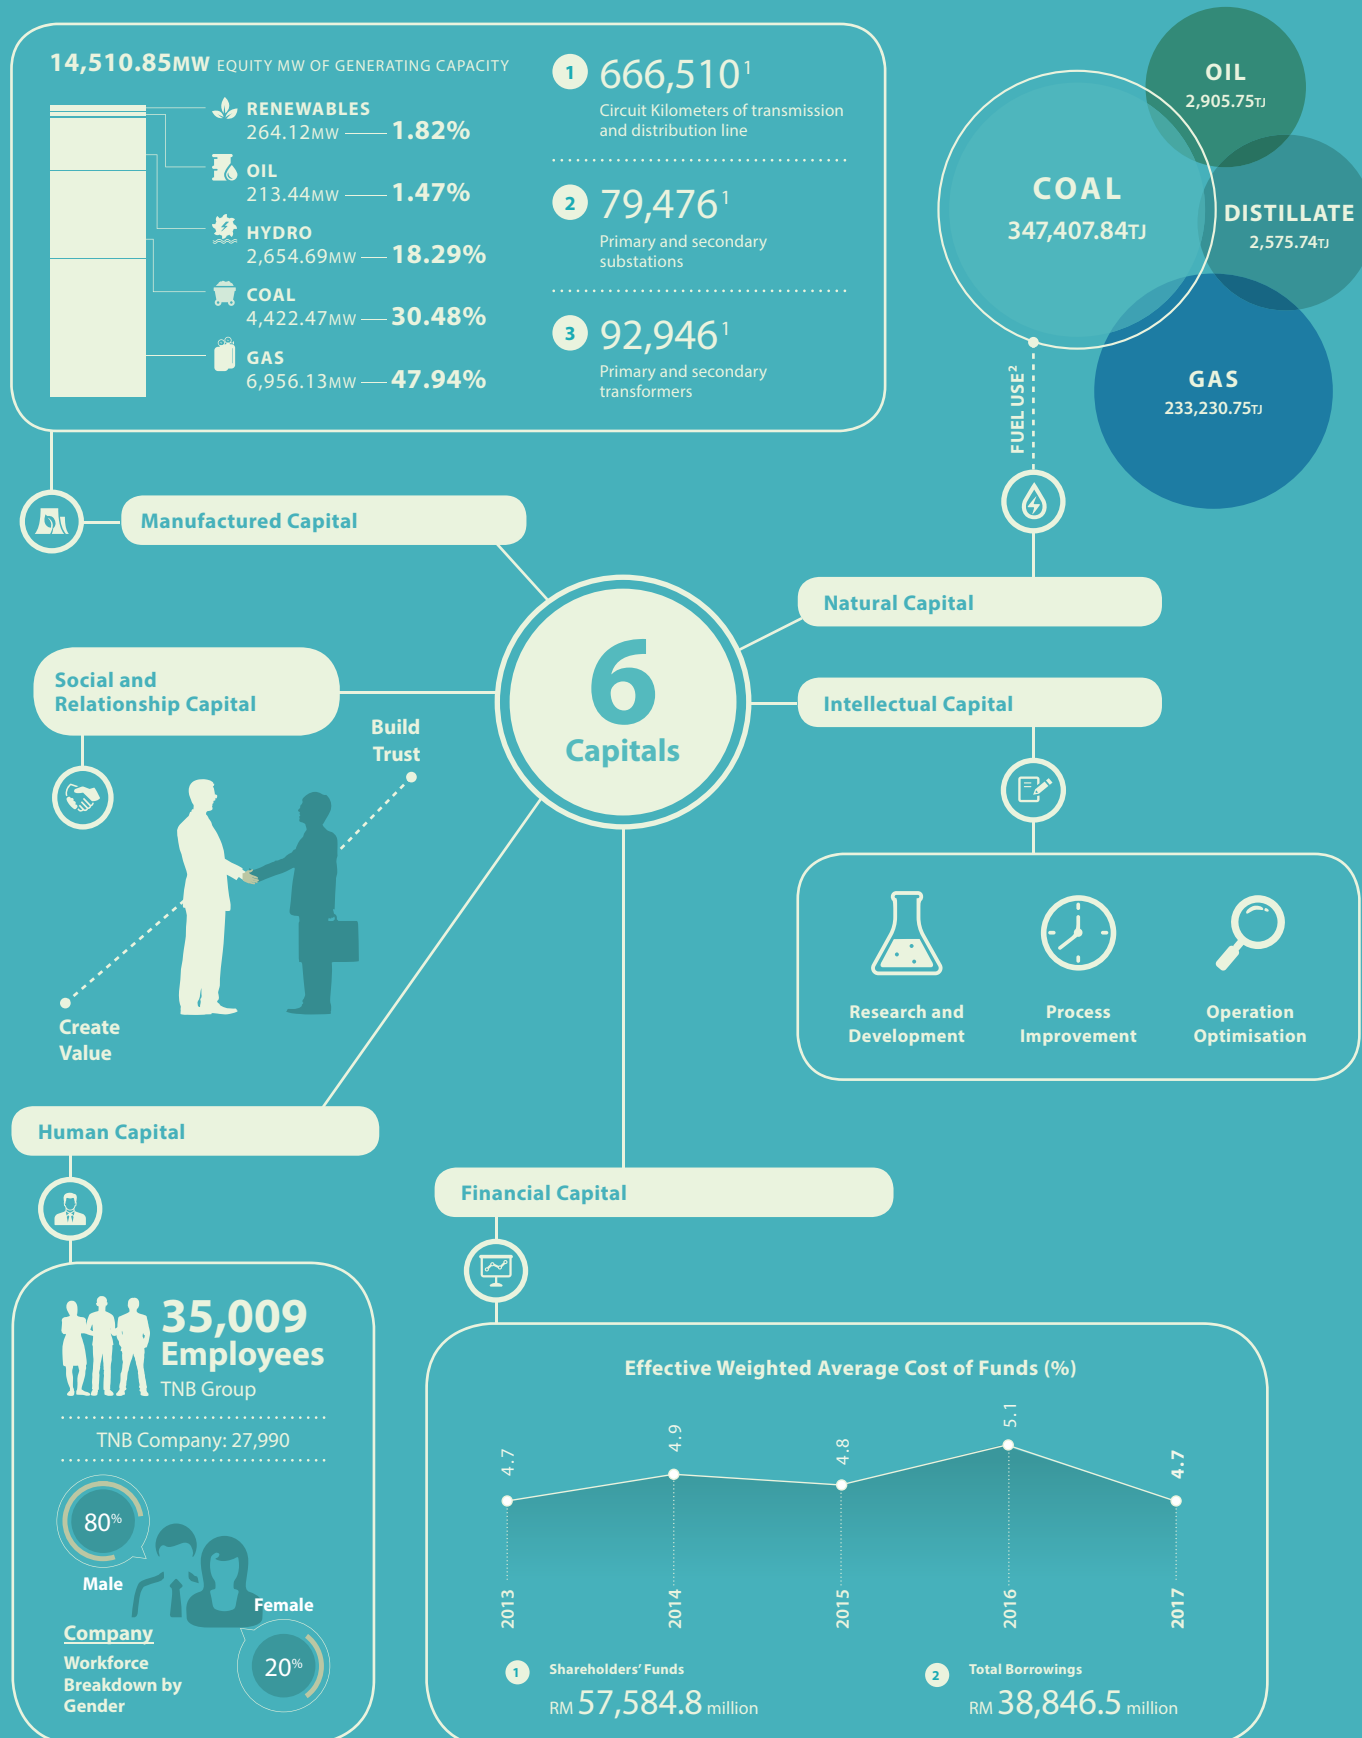 14,510.85MW EQUITY MW OF GENERATING CAPACITY
RENEWABLES
264.12MW 1.82%
OIL
213.44MW 1.47%
HYDRO
2,654.69MW 18.29%
COAL
4,422.47MW 30.48%
GAS
6,956.13MW 47.94%
1 666,510¹
Circuit Kilometers of transmission
and distribution line
2 79,476¹
Primary and secondary
substations
3 92,946¹
Primary and secondary
transformers
OIL
2,905.75TJ
COAL
347,407.84TJ
DISTILLATE
2,575.74TJ
GAS
233,230.75TJ
FUEL USE²
Manufactured Capital
Natural Capital
6
Capitals
Social and
Relationship Capital
Intellectual Capital
Build
Trust
Create
Value
Research and
Development
Process
Improvement
Operation
Optimisation
Human Capital
Financial Capital
35,009
Employees
TNB Group
TNB Company: 27,990
80%
Male
Female
20%
Company
Workforce
Breakdown by
Gender
Effective Weighted Average Cost of Funds (%)
4.7
4.9
4.8
5.1
4.7
2013
2014
2015
2016
2017
1 Shareholders' Funds
RM 57,584.8 million
2 Total Borrowings
RM 38,846.5 million